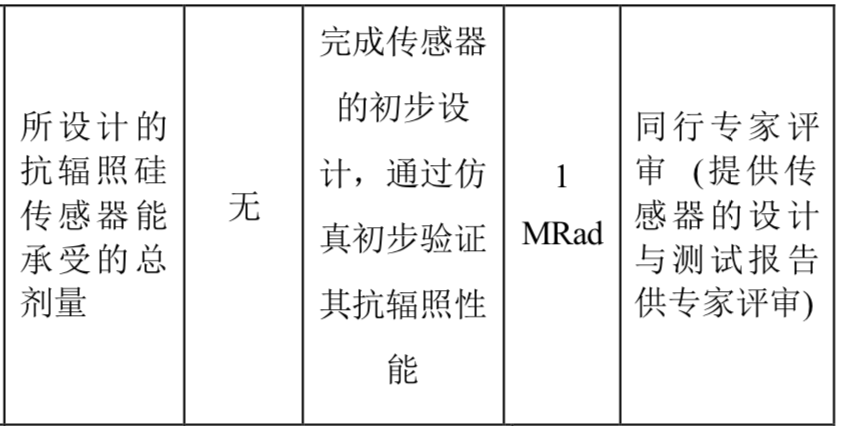 所设计的
抗辐照硅
传感器能
承受的总
剂量
无
完成传感器
的初步设
计，通过仿
真初步验证
其抗辐照性
能
1
MRad
同行专家评
审（提供传
感器的设计
与测试报告
供专家评审)